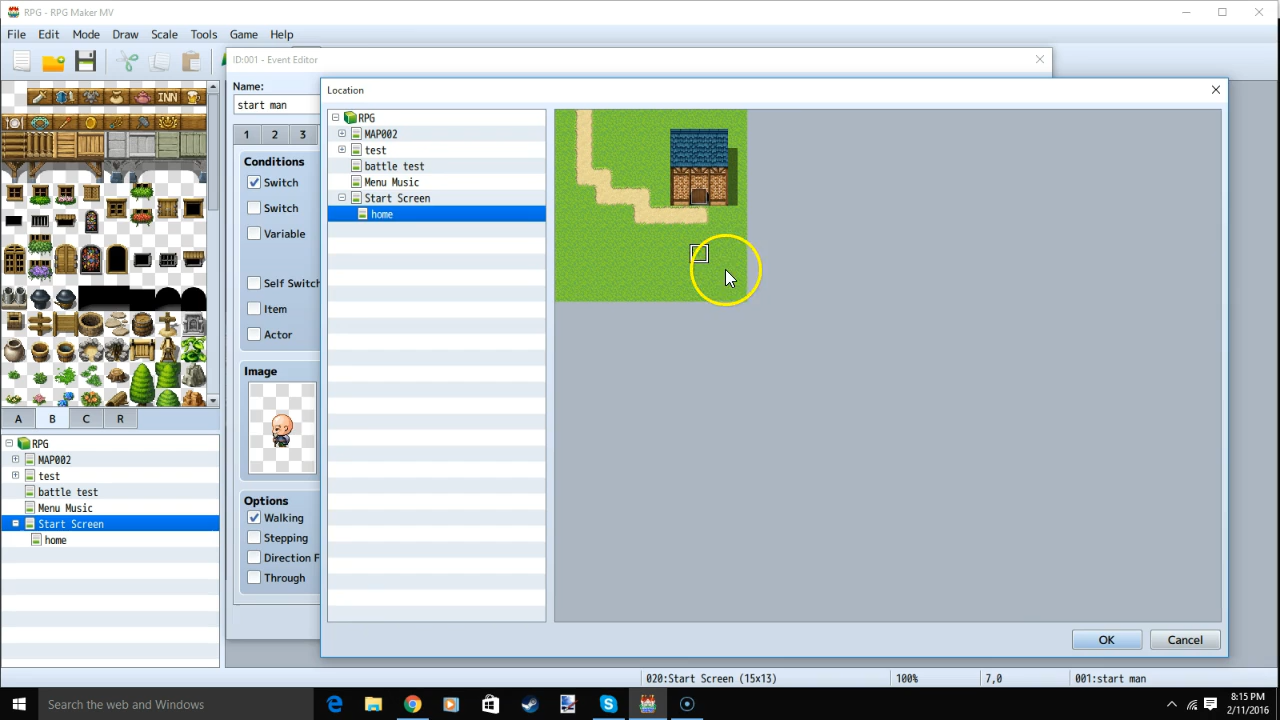 RPG - RPG Maker MV
File Edit Mode Draw Scale Tools Game Help
ID:001 - Event Editor
Name:
start man
1 2 3
Conditions
Switch
Switch
Variable
Self Switch
Item
Actor
Image
Options
Walking
Stepping
Direction F
Through
Location
RPG
MAP002
test
battle test
Menu Music
Start Screen
home
OK Cancel
INN
A B C R
RPG
MAP002
test
battle test
Menu Music
Start Screen
home
020:Start Screen (15x13) 100% 7,0 001:start man
Search the web and Windows
8:15 PM
2/11/2016